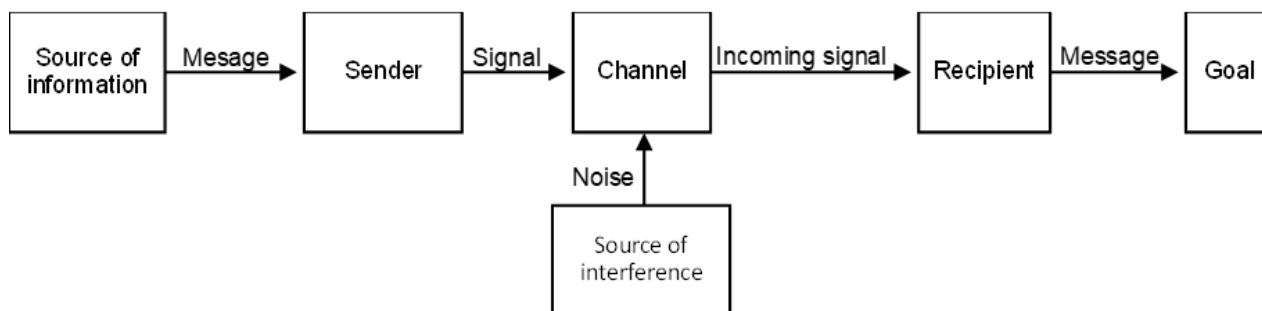 Source of
information
Mesage
Sender
Signal
Channel
Incoming signal
Recipient
Message
Goal
Noise
Source of
interference